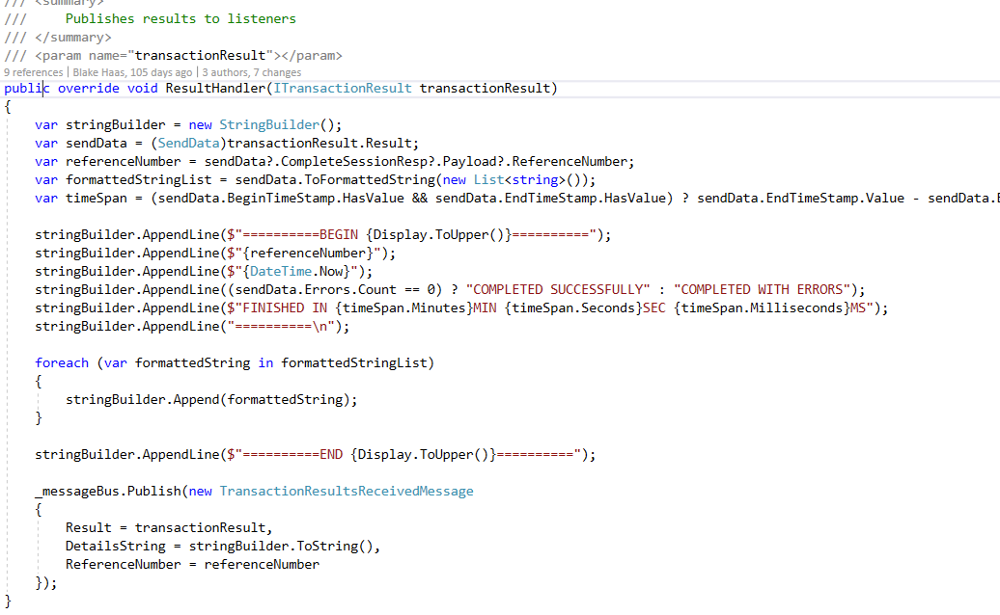 /// <summary>
///     Publishes results to listeners
/// </summary>
/// <param name="transactionResult"></param>
9 references | Blake Haas, 105 days ago | 3 authors, 7 changes
public override void ResultHandler(ITransactionResult transactionResult)
{
    var stringBuilder = new StringBuilder();
    var sendData = (SendData)transactionResult.Result;
    var referenceNumber = sendData?.CompleteSessionResp?.Payload?.ReferenceNumber;
    var formattedStringList = sendData.ToFormattedString(new List<string>());
    var timeSpan = (sendData.BeginTimeStamp.HasValue && sendData.EndTimeStamp.HasValue) ? sendData.EndTimeStamp.Value - sendData.

    stringBuilder.AppendLine($"==========BEGIN {Display.ToUpper()}==========");
    stringBuilder.AppendLine($"{referenceNumber}");
    stringBuilder.AppendLine($"{DateTime.Now}");
    stringBuilder.AppendLine((sendData.Errors.Count == 0) ? "COMPLETED SUCCESSFULLY" : "COMPLETED WITH ERRORS");
    stringBuilder.AppendLine($"FINISHED IN {timeSpan.Minutes}MIN {timeSpan.Seconds}SEC {timeSpan.Milliseconds}MS");
    stringBuilder.AppendLine("==========\n");

    foreach (var formattedString in formattedStringList)
    {
        stringBuilder.Append(formattedString);
    }

    stringBuilder.AppendLine($"==========END {Display.ToUpper()}==========");

    _messageBus.Publish(new TransactionResultsReceivedMessage
    {
        Result = transactionResult,
        DetailsString = stringBuilder.ToString(),
        ReferenceNumber = referenceNumber
    });
}